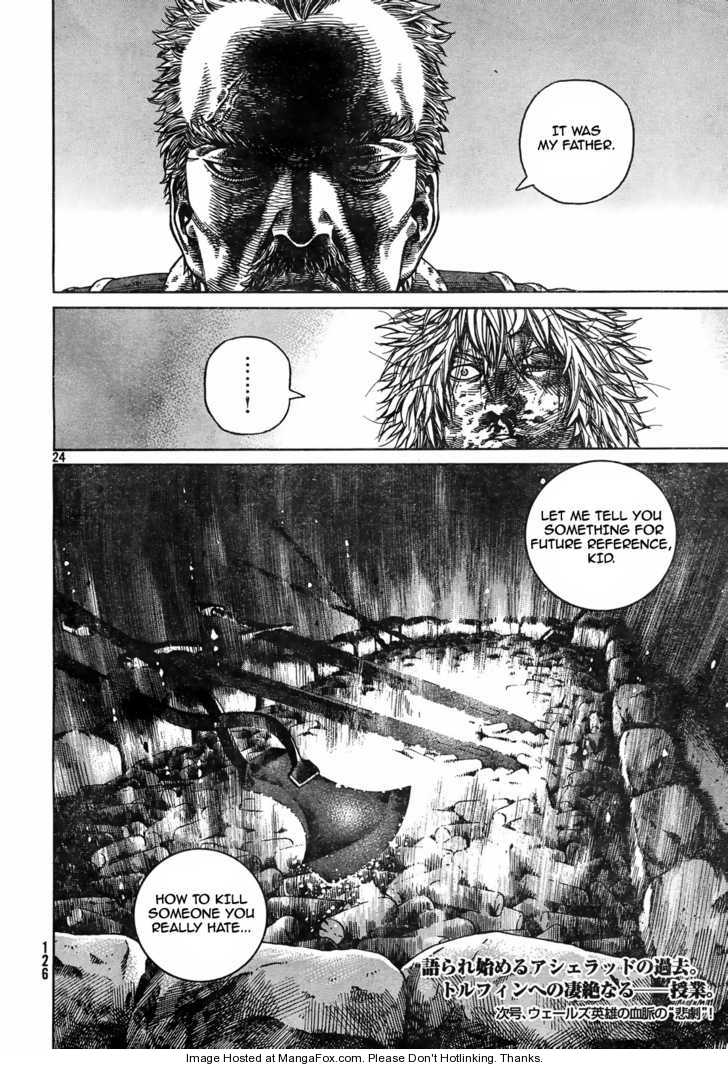 IT WAS
MY FATHER.
......!
24
LET ME TELL YOU
SOMETHING FOR
FUTURE REFERENCE,
KID.
HOW TO KILL
SOMEONE YOU
REALLY HATE...
126
語られ始めるアシェラッドの過去。
トルフィンへの凄絶なる――授業。
次号、ウェールズ英雄の血脈の“悲劇”!
Image Hosted at MangaFox.com. Please Don't Hotlinking. Thanks.